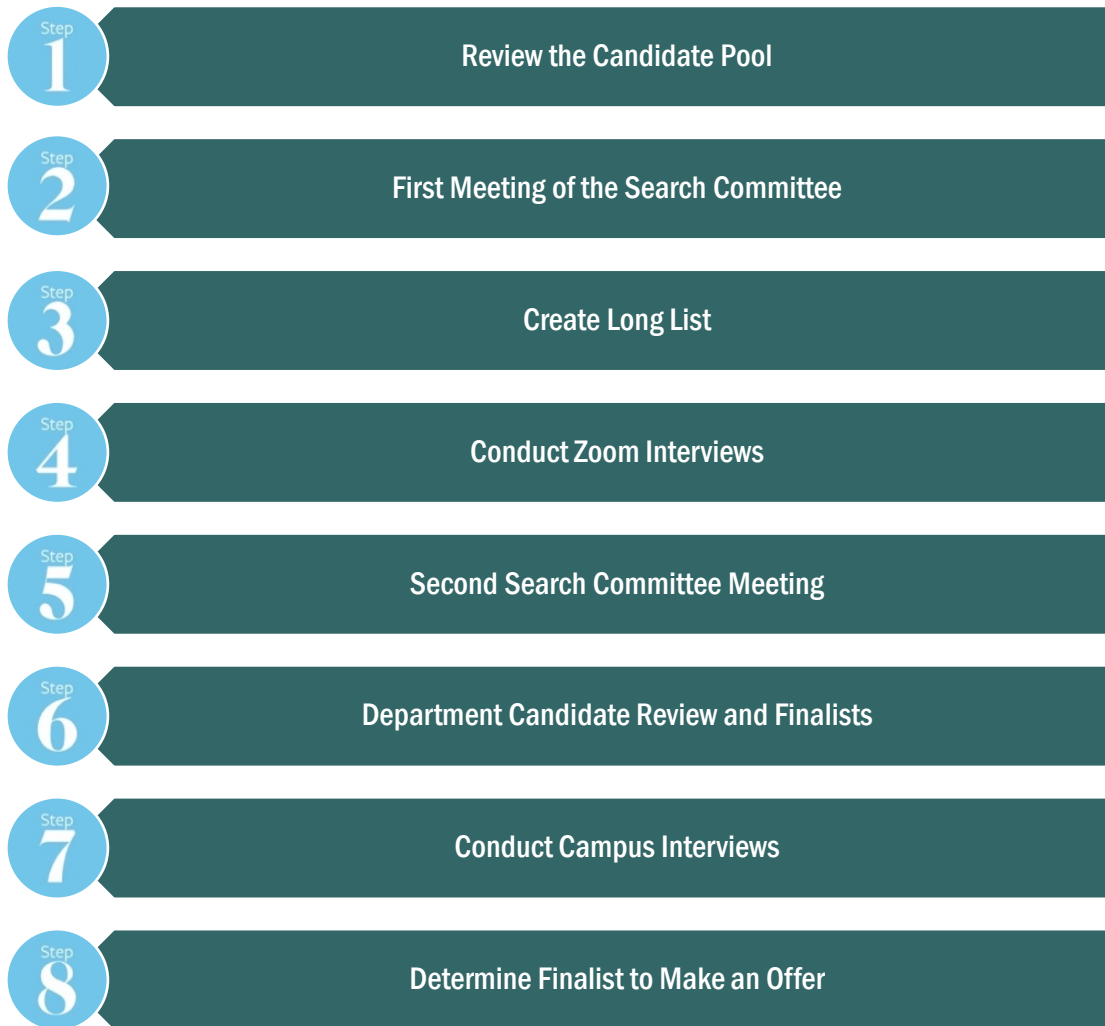 Step
1
Review the Candidate Pool
Step
2
First Meeting of the Search Committee
Step
3
Create Long List
Step
4
Conduct Zoom Interviews
Step
5
Second Search Committee Meeting
Step
6
Department Candidate Review and Finalists
Step
7
Conduct Campus Interviews
Step
8
Determine Finalist to Make an Offer